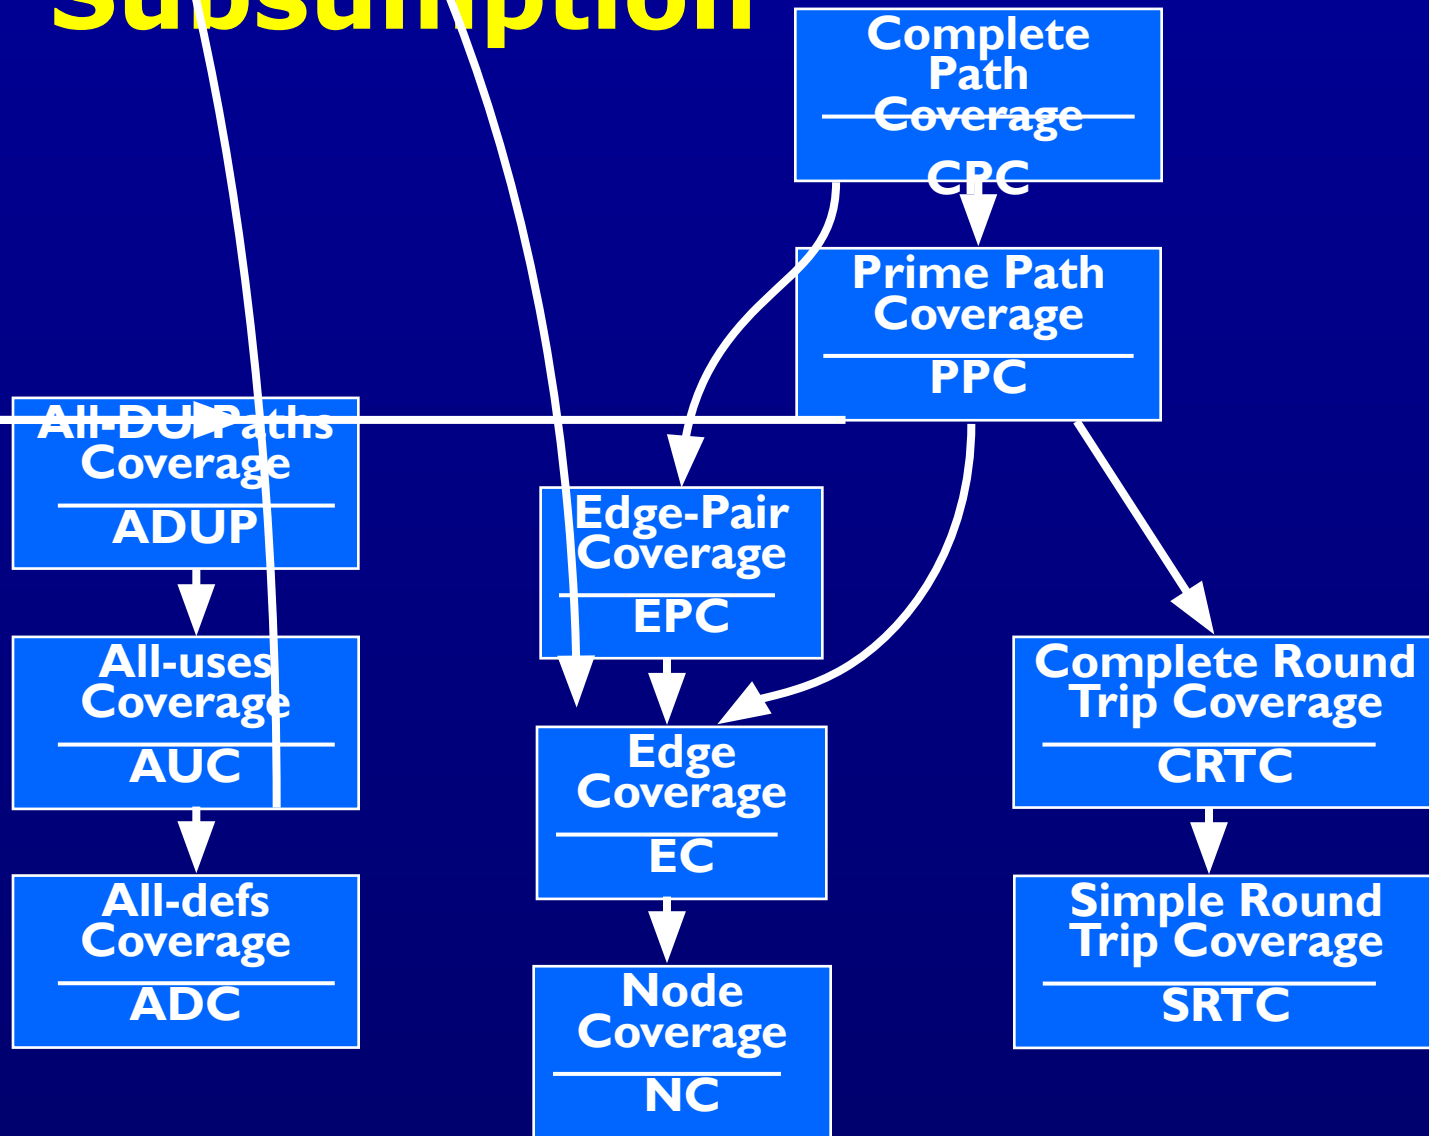 Subsumption
Complete
Path
Coverage
CPC
Prime Path
Coverage
PPC
All-DU-Paths
Coverage
ADUP
Edge-Pair
Coverage
EPC
All-uses
Coverage
AUC
Complete Round
Trip Coverage
CRTC
Edge
Coverage
EC
All-defs
Coverage
ADC
Simple Round
Trip Coverage
SRTC
Node
Coverage
NC